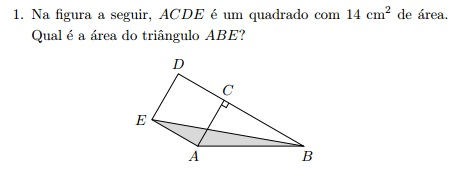 1. Na figura a seguir, ACDE é um quadrado com 14 cm² de área.
Qual é a área do triângulo ABE?
D
C
E
A
B